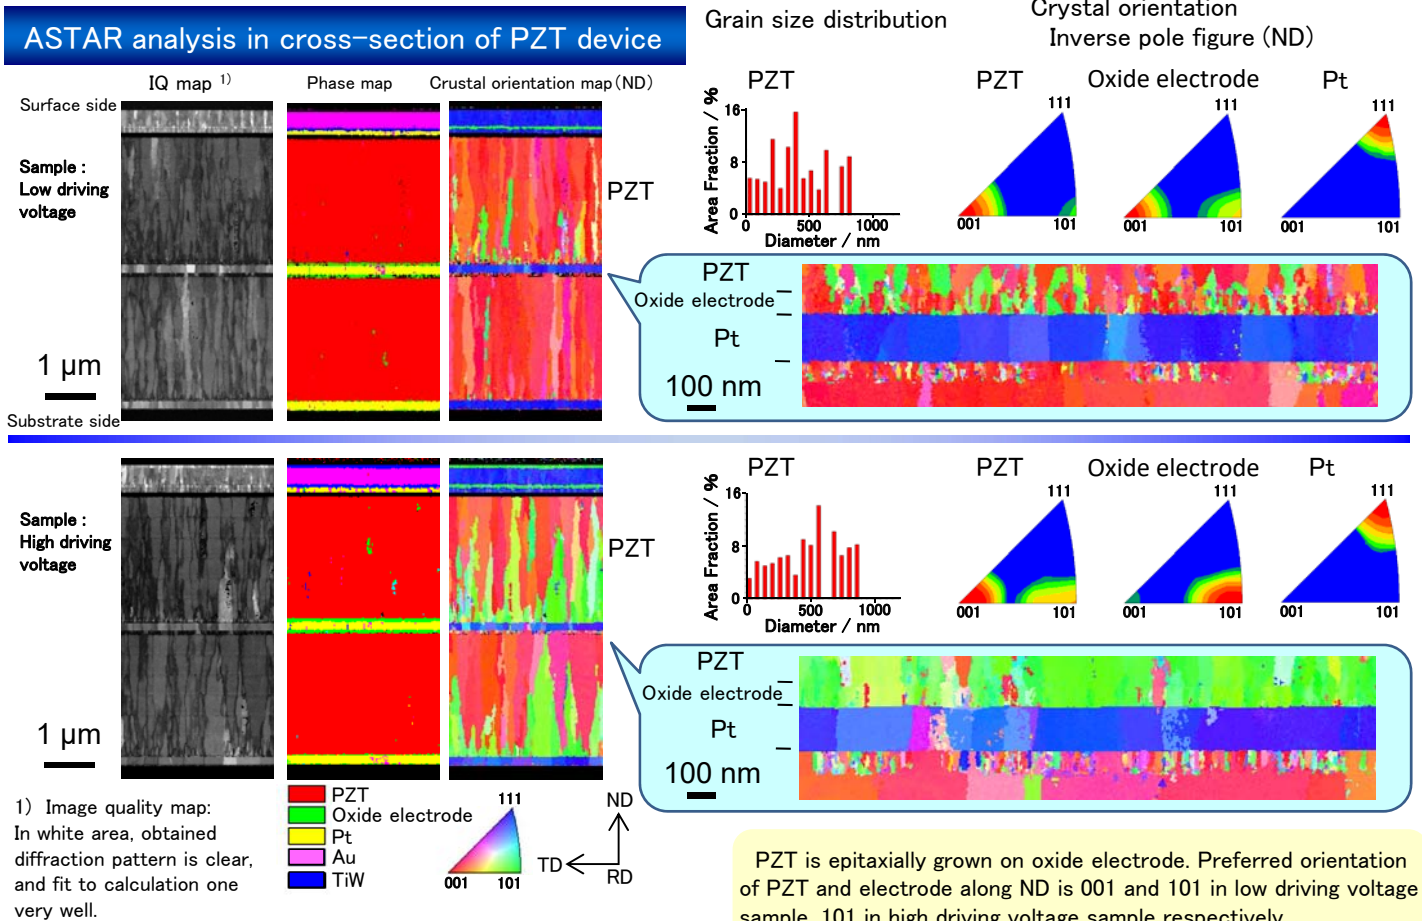 ASTAR analysis in cross-section of PZT device
Grain size distribution
Crystal orientation
Inverse pole figure (ND)
IQ map 1)
Phase map
Crustal orientation map (ND)
Surface side
Sample :
Low driving
voltage
PZT
1 μm
Substrate side
PZT
Area Fraction / %
16
8
0
0
500
1000
Diameter / nm
PZT
111
001
101
Oxide electrode
111
001
101
Pt
111
001
101
PZT
Oxide electrode
Pt
100 nm
Sample :
High driving
voltage
PZT
1 μm
PZT
Area Fraction / %
16
8
0
0
500
1000
Diameter / nm
PZT
111
001
101
Oxide electrode
111
001
101
Pt
111
001
101
PZT
Oxide electrode
Pt
100 nm
1) Image quality map:
In white area, obtained
diffraction pattern is clear,
and fit to calculation one
very well.
PZT
Oxide electrode
Pt
Au
TiW
111
001
101
ND
TD
RD
PZT is epitaxially grown on oxide electrode. Preferred orientation
of PZT and electrode along ND is 001 and 101 in low driving voltage
sample, 101 in high driving voltage sample respectively.